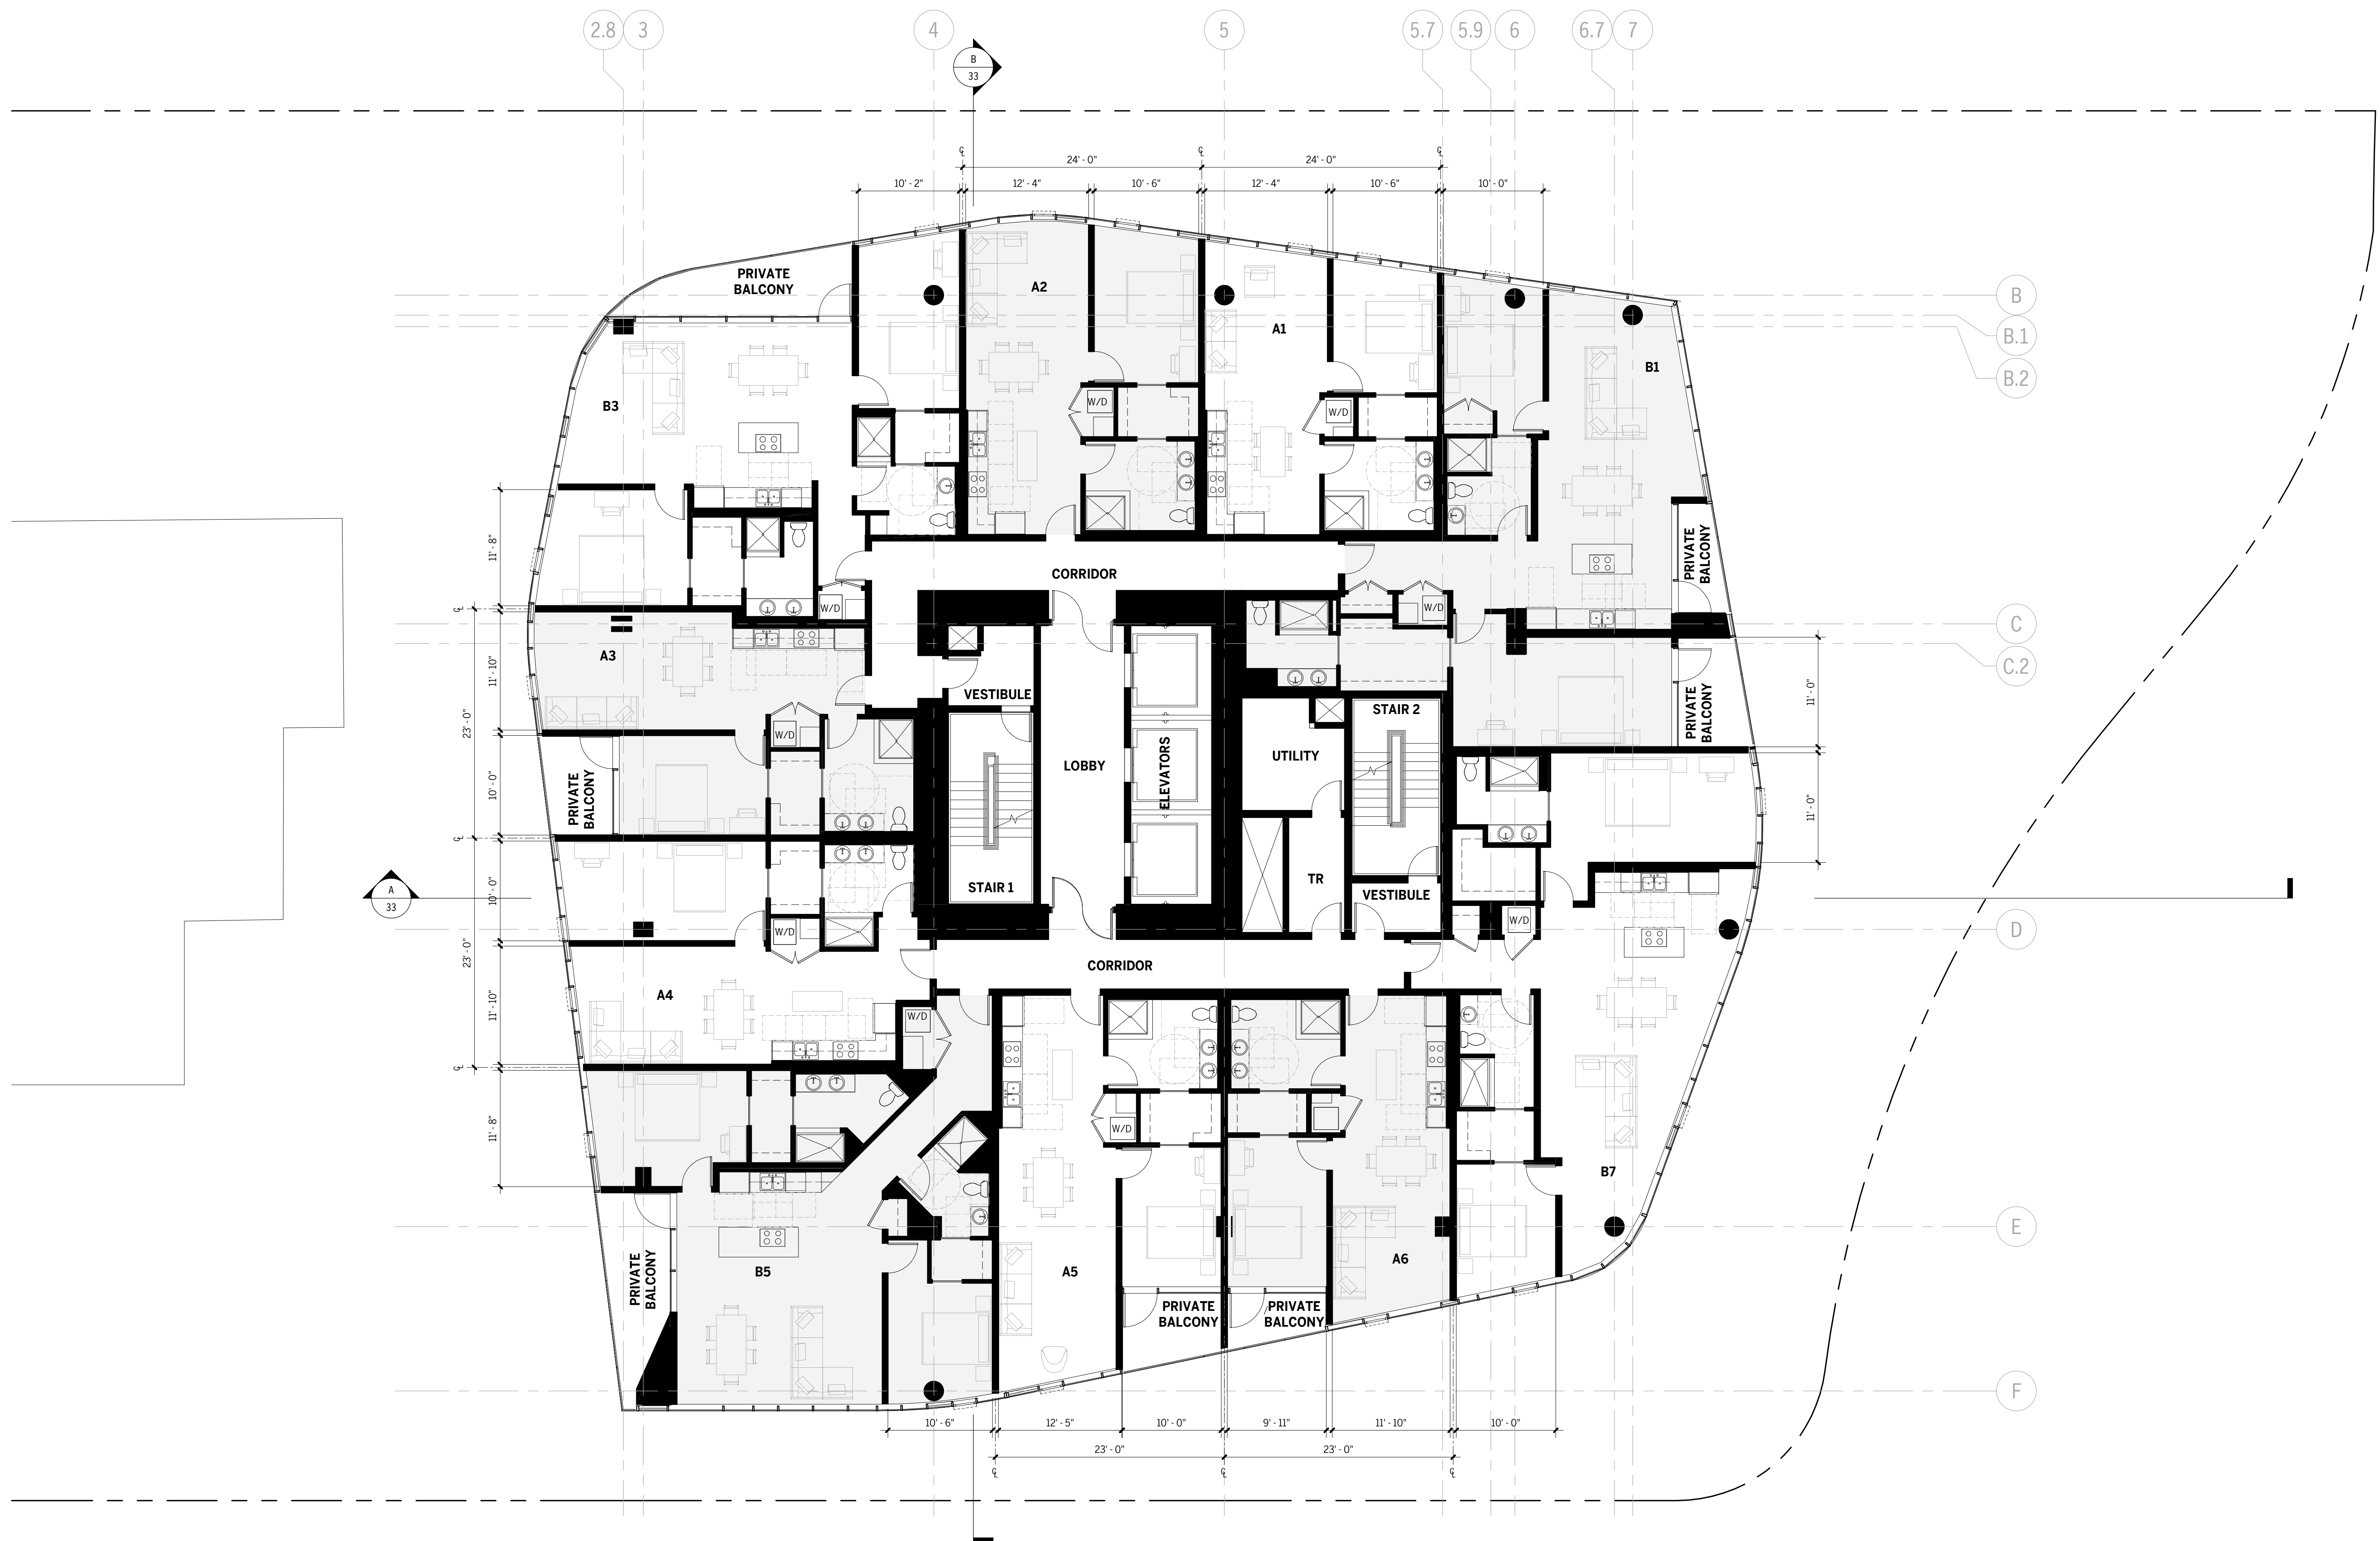 2.8 3 4 5 5.7 5.9 6 6.7 7
B
33
24' - 0" 24' - 0"
10' - 2" 12' - 4" 10' - 6" 12' - 4" 10' - 6" 10' - 0"
PRIVATE
BALCONY
A2
B
A1
B.1
B1
B.2
B3
W/D
W/D
11' - 8"
PRIVATE
BALCONY
CORRIDOR
W/D
W/D
C
A3
C.2
11' - 10"
VESTIBULE
STAIR 2
PRIVATE
BALCONY
11' - 0"
23' - 0"
W/D
UTILITY
LOBBY
ELEVATORS
10' - 0"
PRIVATE
BALCONY
11' - 0"
TR
STAIR 1
VESTIBULE
A
33
10' - 0"
W/D
W/D
D
23' - 0"
CORRIDOR
A4
11' - 10"
W/D
W/D
11' - 8"
B7
E
PRIVATE
BALCONY
B5
A5
A6
PRIVATE
BALCONY
PRIVATE
BALCONY
F
10' - 6" 12' - 5" 10' - 0" 9' - 11" 11' - 10" 10' - 0"
23' - 0" 23' - 0"